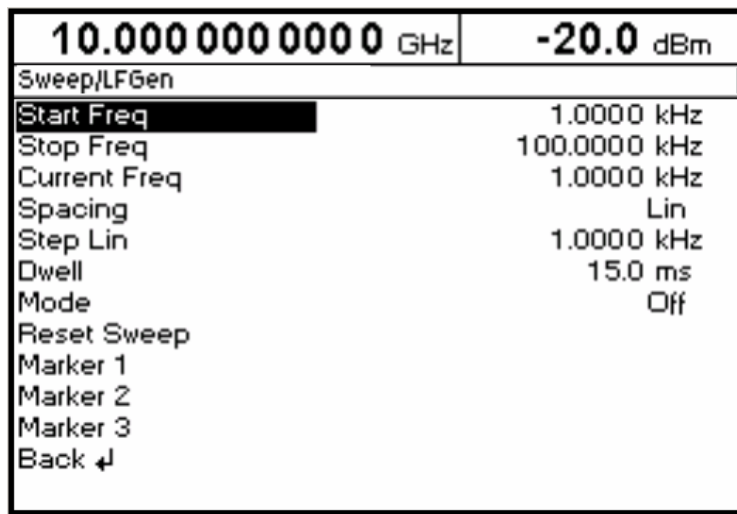 10.000 000 000 0 GHz -20.0 dBm
Sweep/LFGen
Start Freq 1.0000 kHz
Stop Freq 100.0000 kHz
Current Freq 1.0000 kHz
Spacing Lin
Step Lin 1.0000 kHz
Dwell 15.0 ms
Mode Off
Reset Sweep
Marker 1
Marker 2
Marker 3
Back ↲